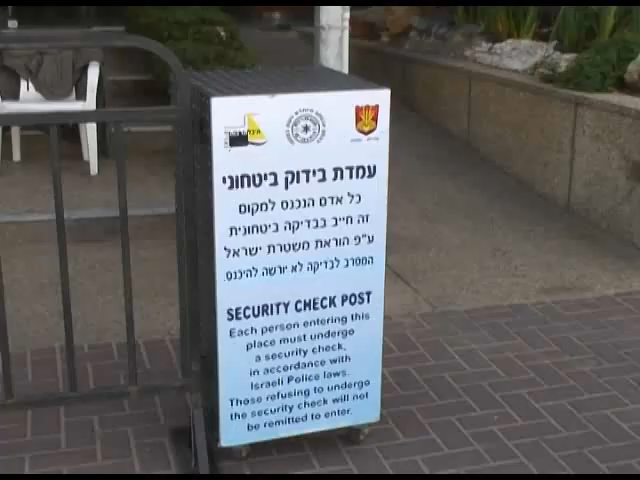 עמדת בידוק ביטחוני
כל אדם הנכנס למקום
זה חייב בבדיקה ביטחונית
ע"פ הוראת משטרת ישראל
המסרב לבדיקה לא יורשה להיכנס.
SECURITY CHECK POST
Each person entering this
place must undergo
a security check,
in accordance with
Israeli Police laws.
Those refusing to undergo
the security check will not
be remitted to enter.